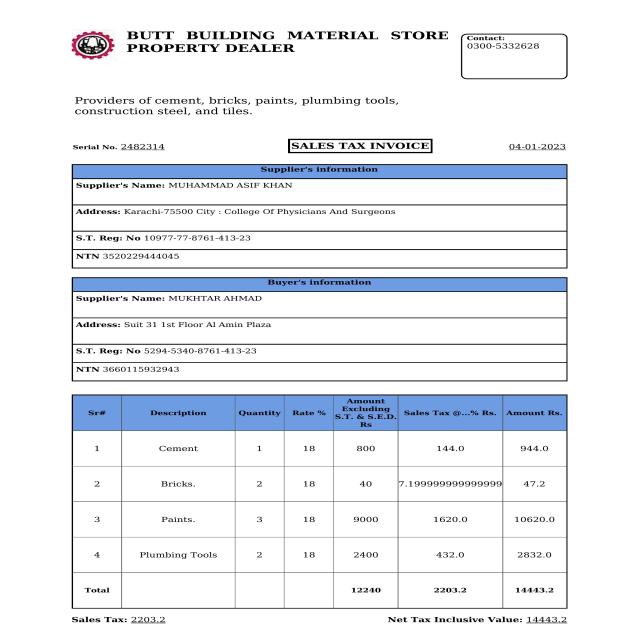 BUTT BUILDING MATERIAL STORE
PROPERTY DEALER
Contact:
0300-5332628
Providers of cement, bricks, paints, plumbing tools,
construction steel, and tiles.
Serial No. 2482314 SALES TAX INVOICE 04-01-2023
Supplier's information
Supplier's Name: MUHAMMAD ASIF KHAN
Address: Karachi-75500 City : College Of Physicians And Surgeons
S.T. Reg: No 10977-77-8761-413-23
NTN 3520229444045
Buyer's information
Supplier's Name: MUKHTAR AHMAD
Address: Suit 31 1st Floor Al Amin Plaza
S.T. Reg: No 5294-5340-8761-413-23
NTN 3660115932943
Sr# Description Quantity Rate % Amount Excluding S.T. & S.E.D. Rs Sales Tax @...% Rs. Amount Rs.
1 Cement 1 18 800 144.0 944.0
2 Bricks. 2 18 40 7.199999999999999 47.2
3 Paints. 3 18 9000 1620.0 10620.0
4 Plumbing Tools 2 18 2400 432.0 2832.0
Total 12240 2203.2 14443.2
Sales Tax: 2203.2 Net Tax Inclusive Value: 14443.2